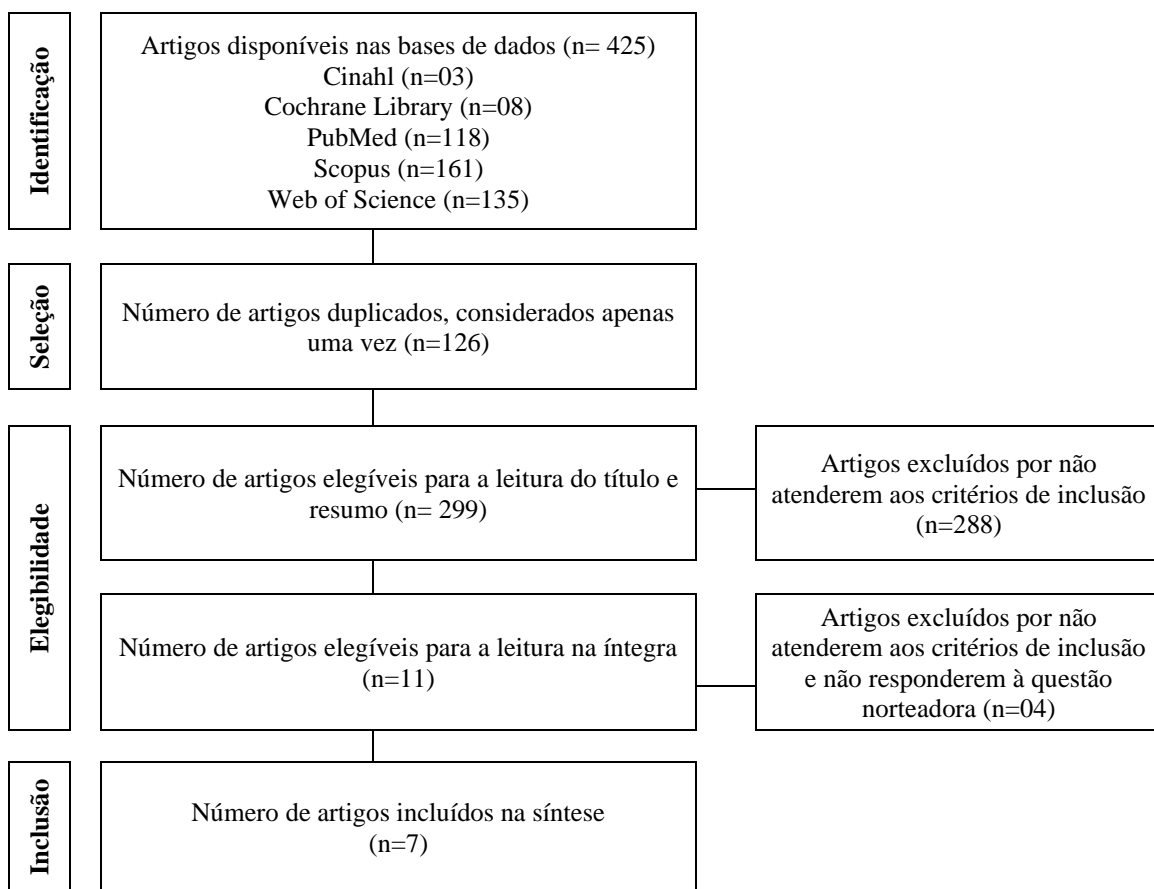 Identificação
Artigos disponíveis nas bases de dados (n= 425)
Cinahl (n=03)
Cochrane Library (n=08)
PubMed (n=118)
Scopus (n=161)
Web of Science (n=135)
Seleção
Número de artigos duplicados, considerados apenas
uma vez (n=126)
Elegibilidade
Número de artigos elegíveis para a leitura do título e
resumo (n= 299)
Artigos excluídos por não
atenderem aos critérios de inclusão
(n=288)
Número de artigos elegíveis para a leitura na íntegra
(n=11)
Artigos excluídos por não
atenderem aos critérios de inclusão
e não responderem à questão
norteadora (n=04)
Inclusão
Número de artigos incluídos na síntese
(n=7)